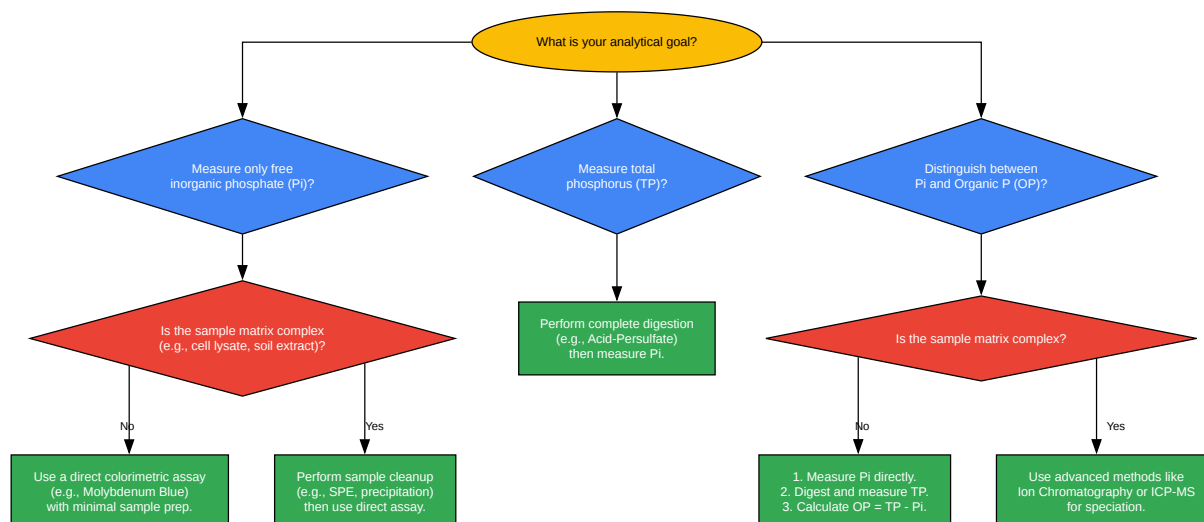 What is your analytical goal?
Measure only free
inorganic phosphate (Pi)?
Measure total
phosphorus (TP)?
Distinguish between
Pi and Organic P (OP)?
Is the sample matrix complex
(e.g., cell lysate, soil extract)?
Perform complete digestion
(e.g., Acid-Persulfate)
then measure Pi.
Is the sample matrix complex?
No
Yes
No
Yes
Use a direct colorimetric assay
(e.g., Molybdenum Blue)
with minimal sample prep.
Perform sample cleanup
(e.g., SPE, precipitation)
then use direct assay.
1. Measure Pi directly.
2. Digest and measure TP.
3. Calculate OP = TP - Pi.
Use advanced methods like
Ion Chromatography or ICP-MS
for speciation.